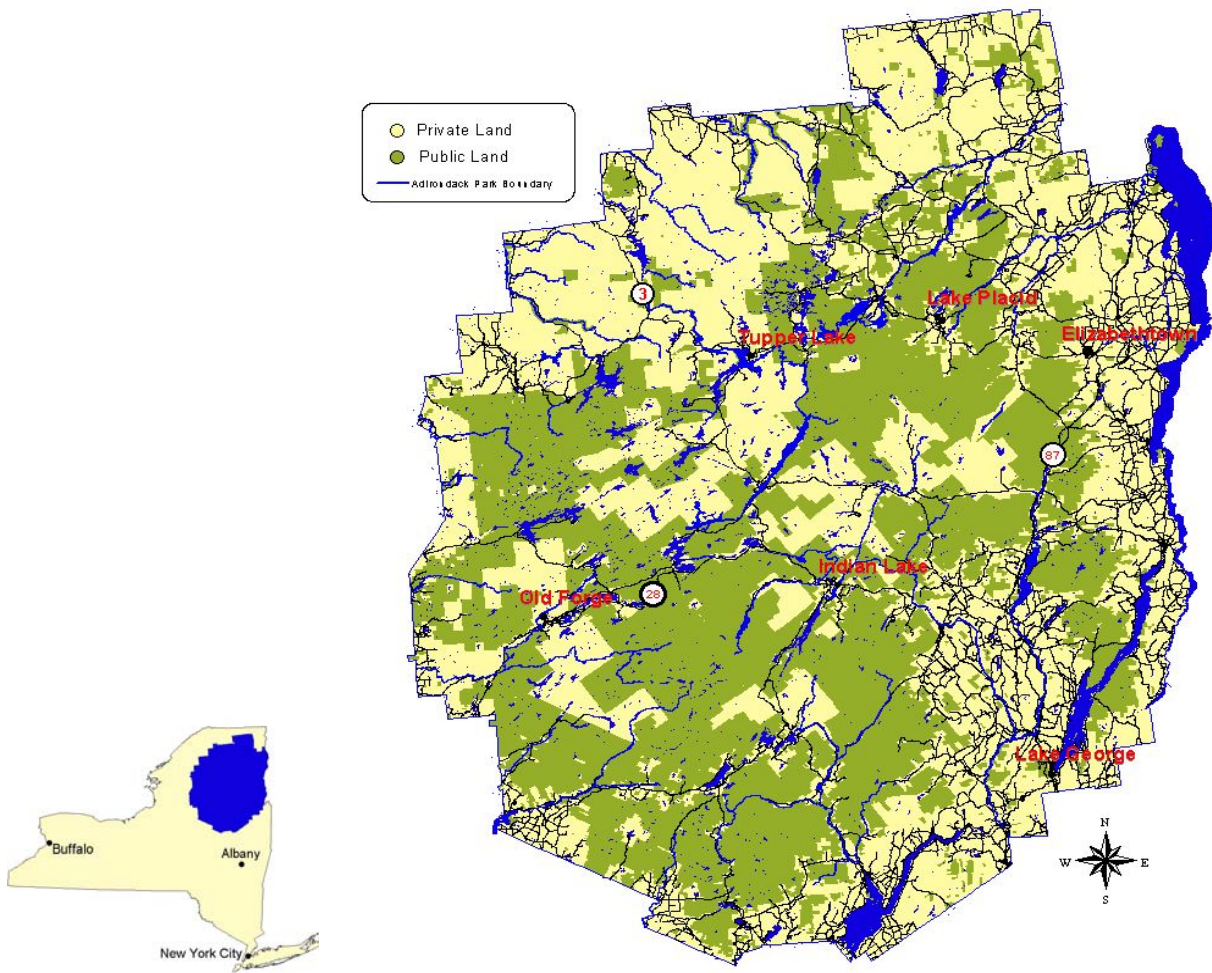 Private Land
Public Land
Adirondack Park Boundary
3
Lake Placid
Tupper Lake
Elizabethtown
87
Indian Lake
Old Forge
28
Lake George
N
W
E
S
Buffalo
Albany
New York City